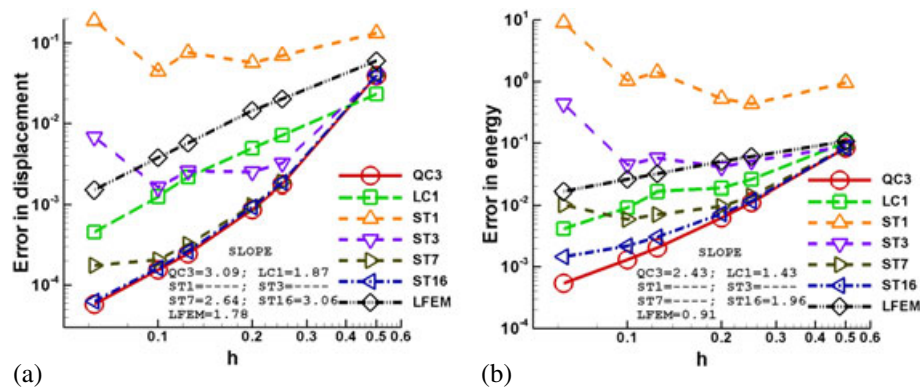 (a)
10⁻¹
10⁻²
10⁻³
10⁻⁴
Error in displacement
QC3
LC1
ST1
ST3
ST7
ST16
LFEM
SLOPE
QC3=3.09; LC1=1.87
ST1=----; ST3=----
ST7=2.64; ST16=3.06
LFEM=1.78
0.1 0.2 0.3 0.4 0.5 0.6
h
(b)
10¹
10⁰
10⁻¹
10⁻²
10⁻³
10⁻⁴
Error in energy
QC3
LC1
ST1
ST3
ST7
ST16
LFEM
SLOPE
QC3=2.43; LC1=1.43
ST1=----; ST3=----
ST7=----; ST16=1.96
LFEM=0.91
0.1 0.2 0.3 0.4 0.5 0.6
h